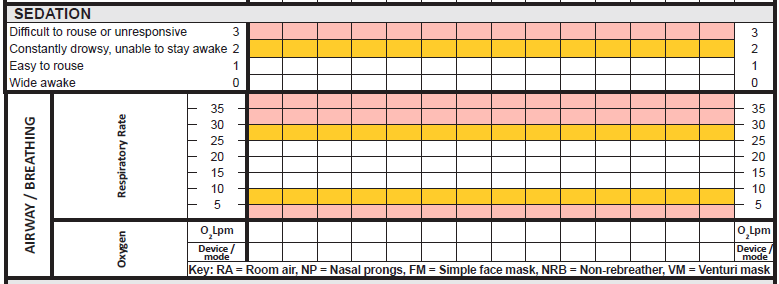 SEDATION
Difficult to rouse or unresponsive 3 3
Constantly drowsy, unable to stay awake 2 2
Easy to rouse 1 1
Wide awake 0 0
AIRWAY / BREATHING
Respiratory Rate
35 35
30 30
25 25
20 20
15 15
10 10
5 5
Oxygen
O2Lpm O2Lpm
Device / mode Device / mode
Key: RA = Room air, NP = Nasal prongs, FM = Simple face mask, NRB = Non-rebreather, VM = Venturi mask